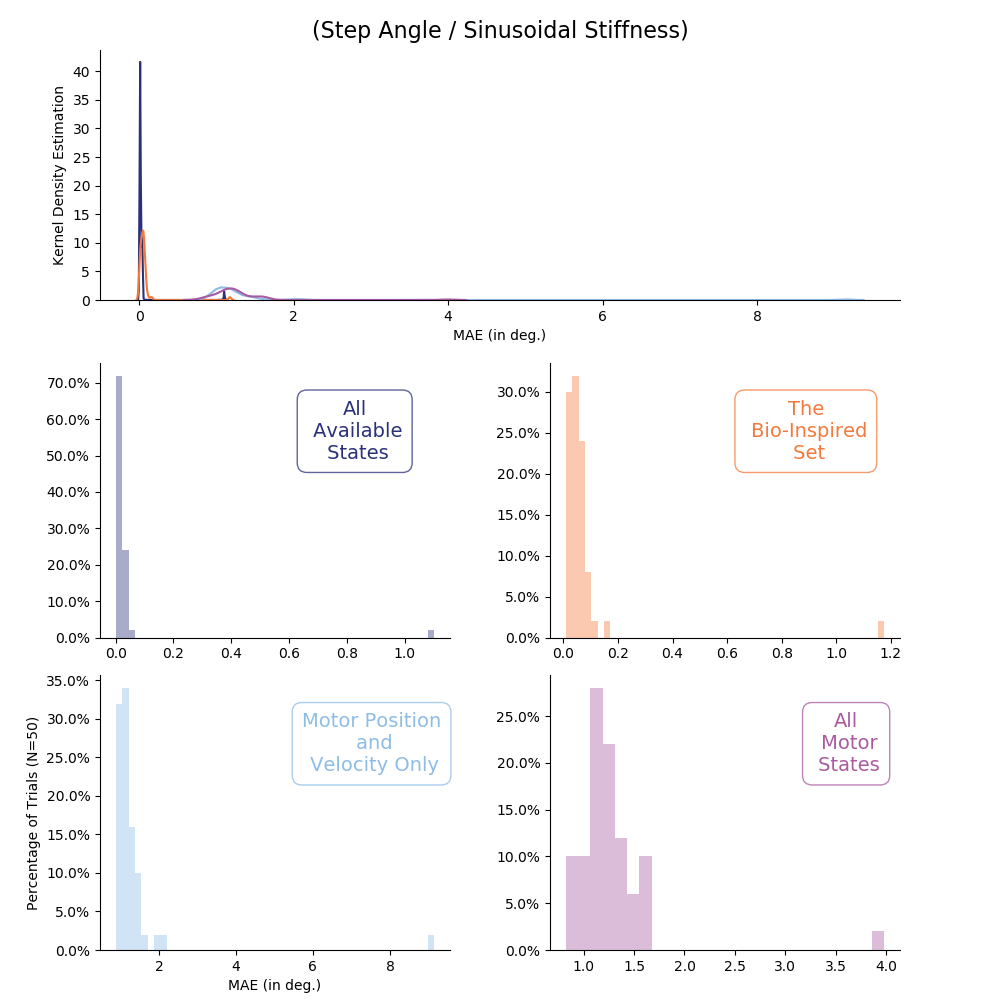 (Step Angle / Sinusoidal Stiffness)
Kernel Density Estimation
40
35
30
25
20
15
10
5
0
0 2 4 6 8
MAE (in deg.)
70.0%
60.0%
50.0%
40.0%
30.0%
20.0%
10.0%
0.0%
0.0 0.2 0.4 0.6 0.8 1.0
All
Available
States
30.0%
25.0%
20.0%
15.0%
10.0%
5.0%
0.0%
0.0 0.2 0.4 0.6 0.8 1.0 1.2
The
Bio-Inspired
Set
Percentage of Trials (N=50)
35.0%
30.0%
25.0%
20.0%
15.0%
10.0%
5.0%
0.0%
2 4 6 8
MAE (in deg.)
Motor Position
and
Velocity Only
25.0%
20.0%
15.0%
10.0%
5.0%
0.0%
1.0 1.5 2.0 2.5 3.0 3.5 4.0
All
Motor
States